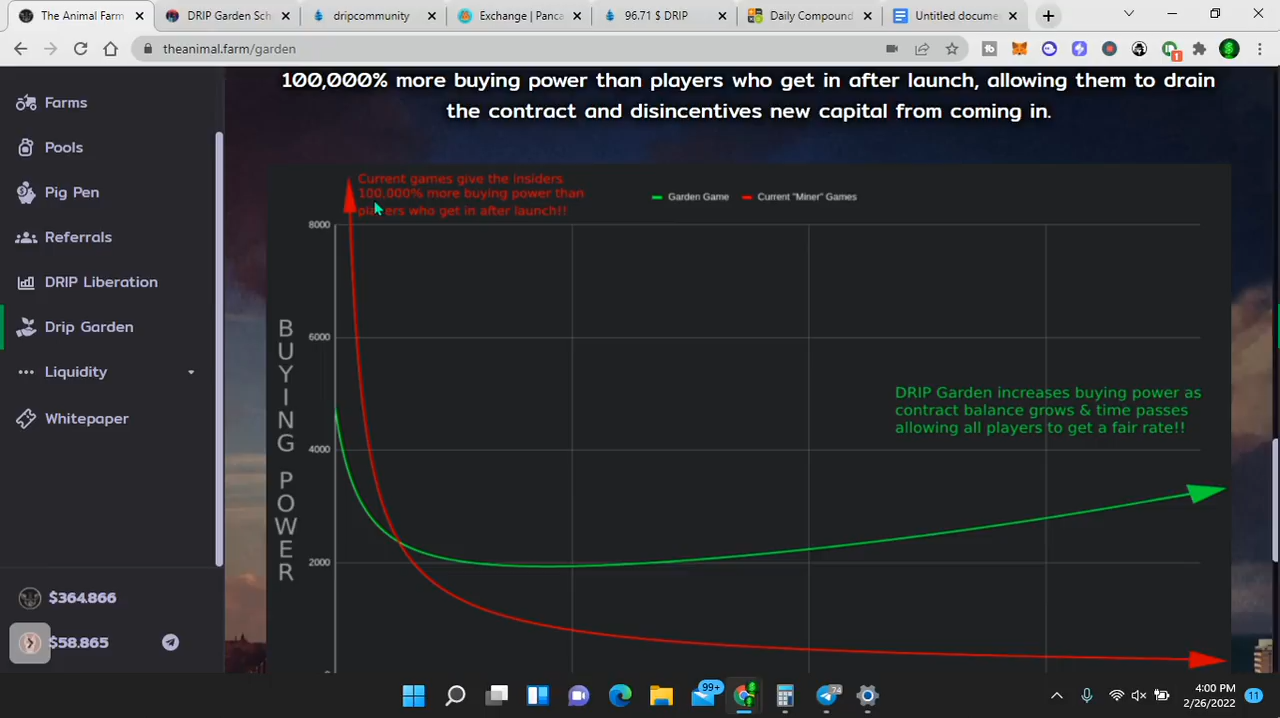 The Animal Farm
DRIP Garden Sch
dripcommunity
Exchange | Panca
96.71 $ DRIP
Daily Compound
Untitled docume
theanimal.farm/garden
1
$
100,000% more buying power than players who get in after launch, allowing them to drain
the contract and disincentives new capital from coming in.
Farms
Pools
Pig Pen
Referrals
DRIP Liberation
Drip Garden
Liquidity
Whitepaper
$364.866
$58.865
Current games give the insiders
100,000% more buying power than
players who get in after launch!!
Garden Game
Current "Miner" Games
8000
6000
4000
2000
BUYING POWER
DRIP Garden increases buying power as
contract balance grows & time passes
allowing all players to get a fair rate!!
99+
74
4:00 PM
2/26/2022
11